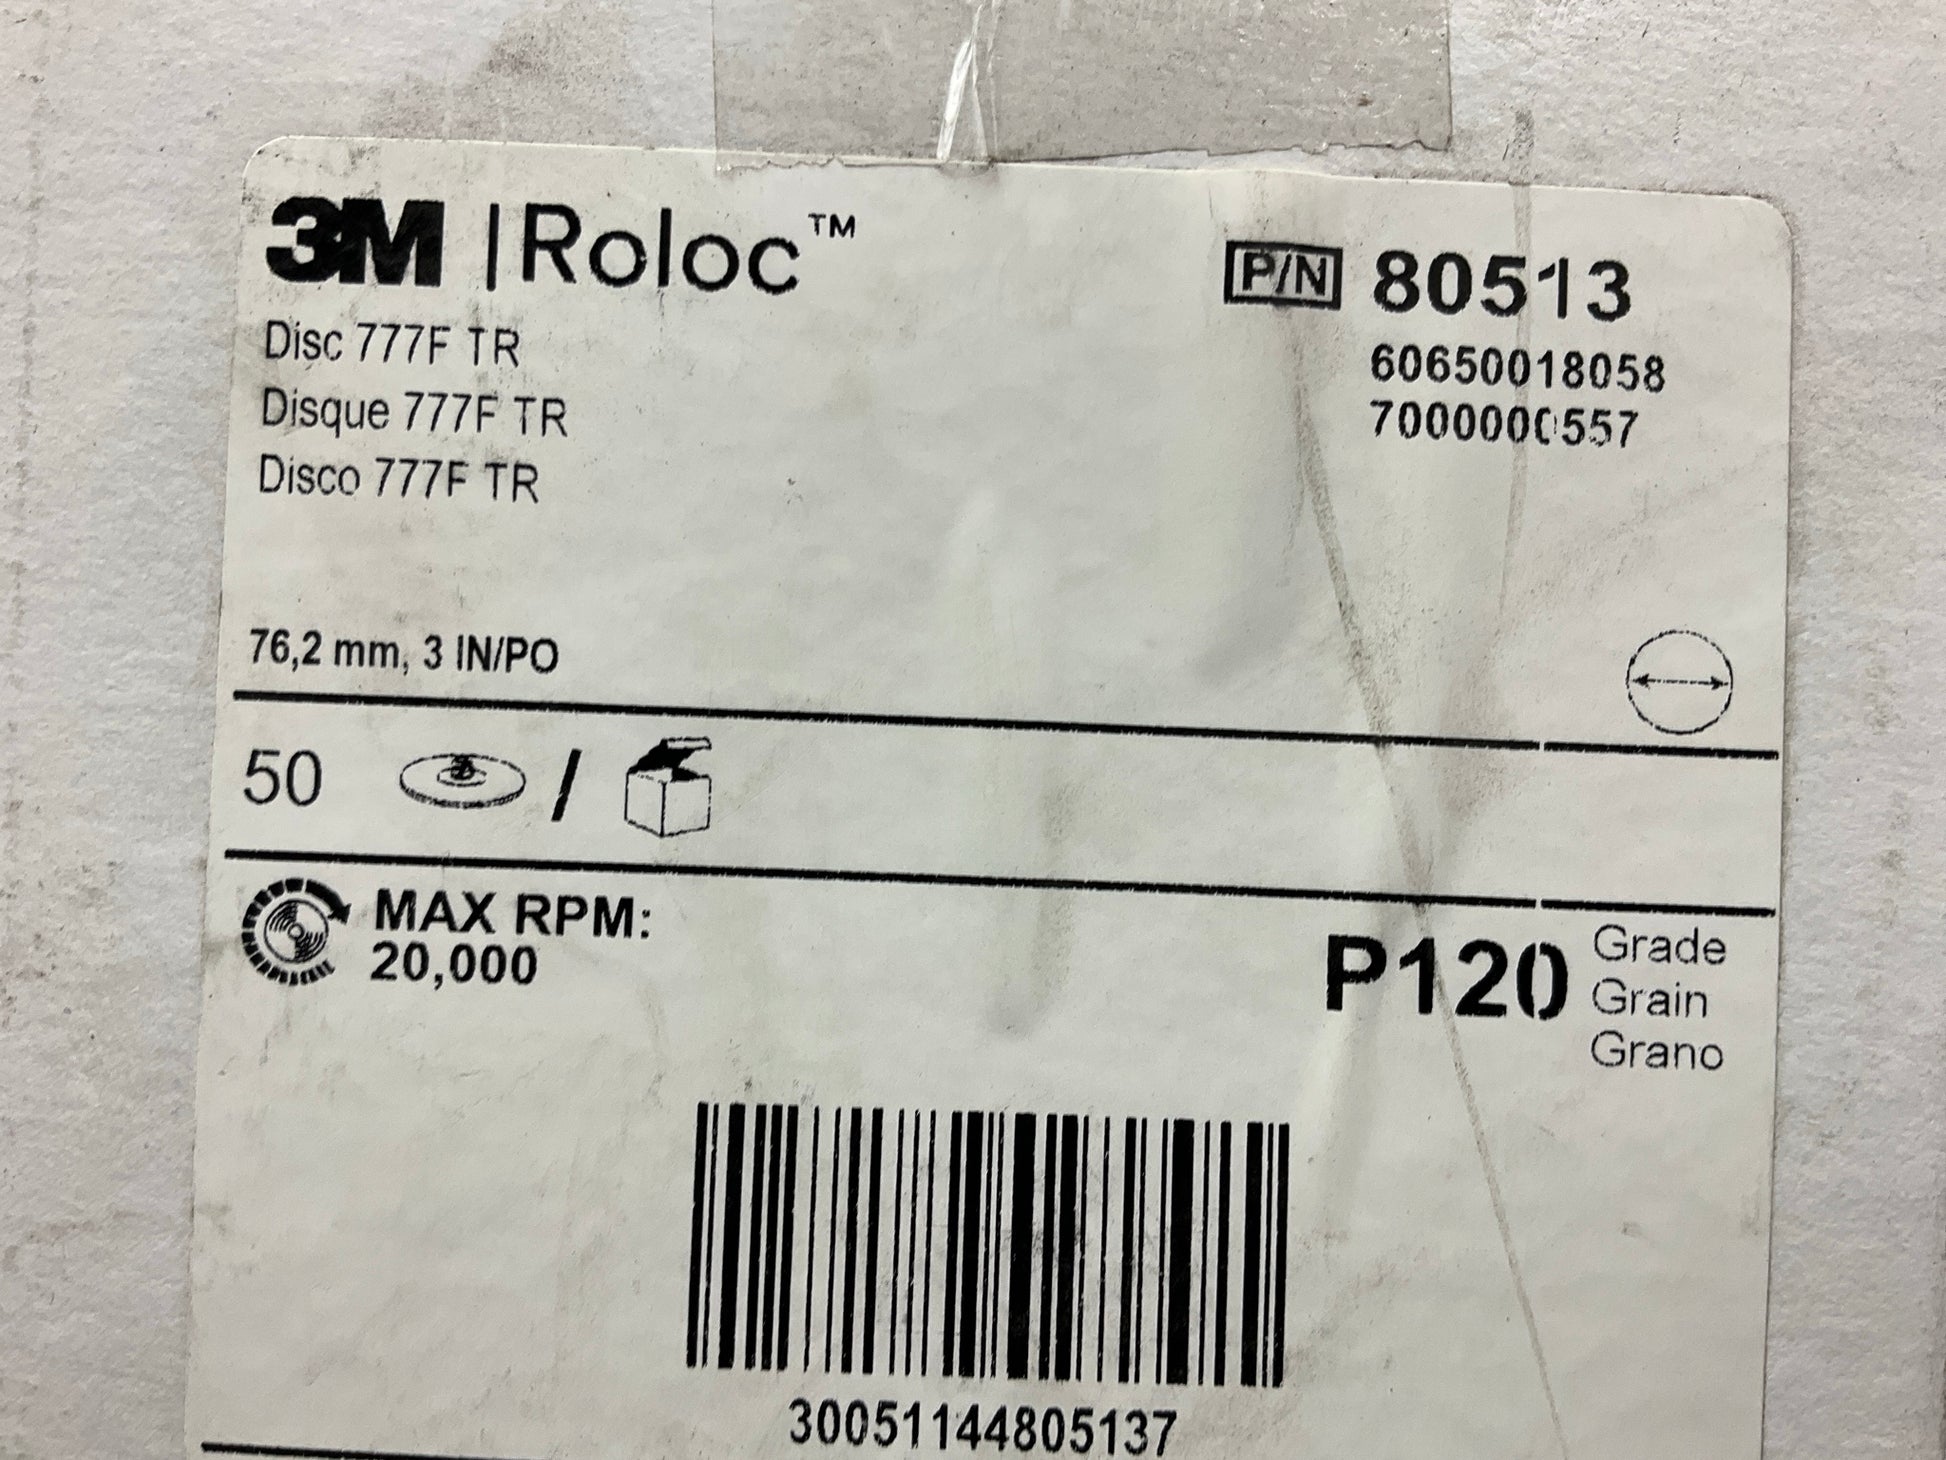 3M | Roloc™
P/N 80513
60650018058
7000000557
Disc 777F TR
Disque 777F TR
Disco 777F TR
76,2 mm, 3 IN/PO
50 /
MAX RPM:
20,000
P120 Grade
Grain
Grano
30051144805137